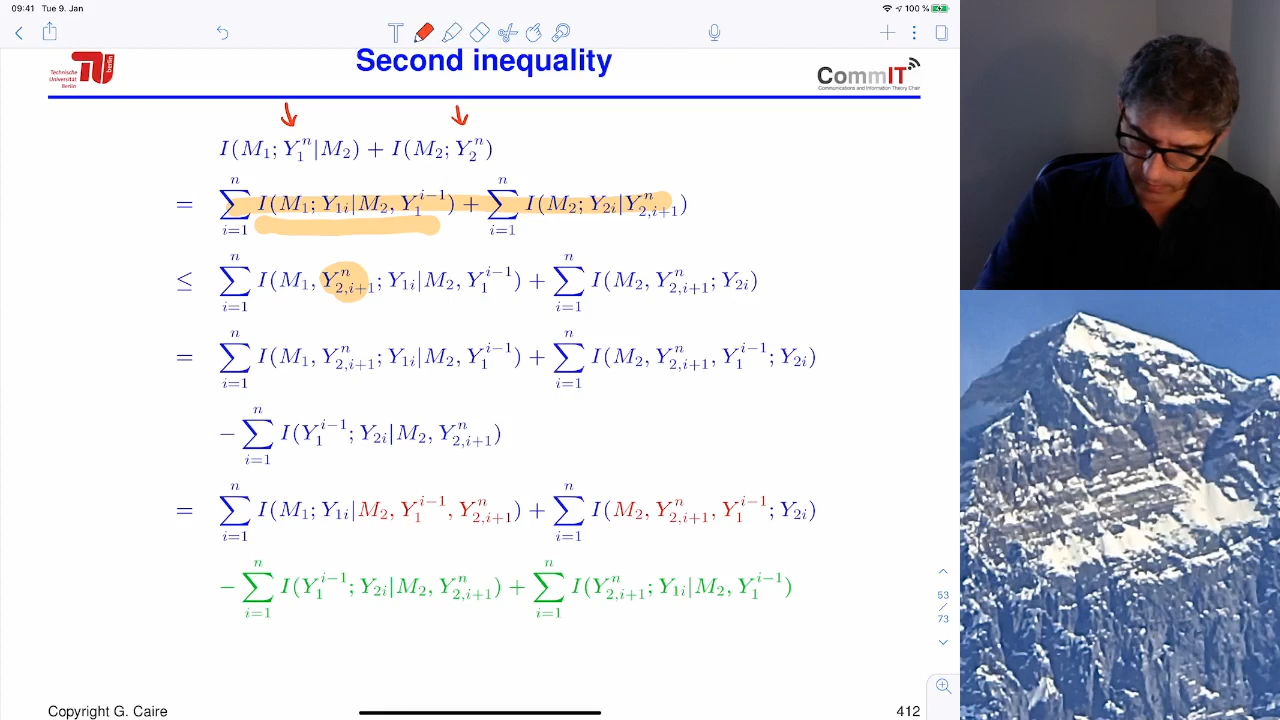 09:41 Tue 9. Jan 100 %
Second inequality
Technische
Universität
Berlin
berlin
CommIT
Communications and Information Theory Chair
I(M_1; Y_1^n|M_2) + I(M_2; Y_2^n)
= \sum_{i=1}^n I(M_1; Y_{1i}|M_2, Y_1^{i-1}) + \sum_{i=1}^n I(M_2; Y_{2i}|Y_{2,i+1}^n)
≤ \sum_{i=1}^n I(M_1, Y_{2,i+1}^n; Y_{1i}|M_2, Y_1^{i-1}) + \sum_{i=1}^n I(M_2, Y_{2,i+1}^n; Y_{2i})
= \sum_{i=1}^n I(M_1, Y_{2,i+1}^n; Y_{1i}|M_2, Y_1^{i-1}) + \sum_{i=1}^n I(M_2, Y_{2,i+1}^n, Y_1^{i-1}; Y_{2i})
- \sum_{i=1}^n I(Y_1^{i-1}; Y_{2i}|M_2, Y_{2,i+1}^n)
= \sum_{i=1}^n I(M_1; Y_{1i}|M_2, Y_1^{i-1}, Y_{2,i+1}^n) + \sum_{i=1}^n I(M_2, Y_{2,i+1}^n, Y_1^{i-1}; Y_{2i})
- \sum_{i=1}^n I(Y_1^{i-1}; Y_{2i}|M_2, Y_{2,i+1}^n) + \sum_{i=1}^n I(Y_{2,i+1}^n; Y_{1i}|M_2, Y_1^{i-1})
53
/
73
Copyright G. Caire 412